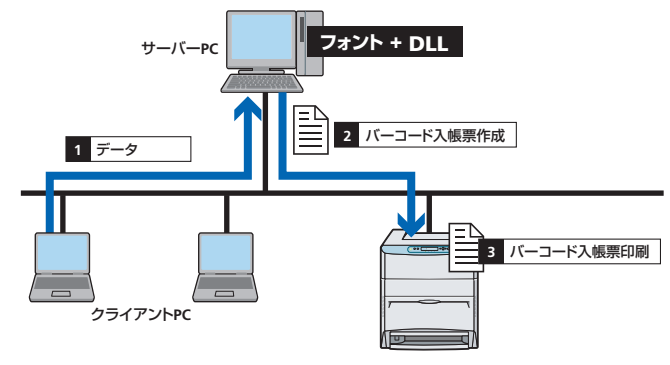 サーバーPC
フォント + DLL
1 データ
2 バーコード入帳票作成
3 バーコード入帳票印刷
クライアントPC